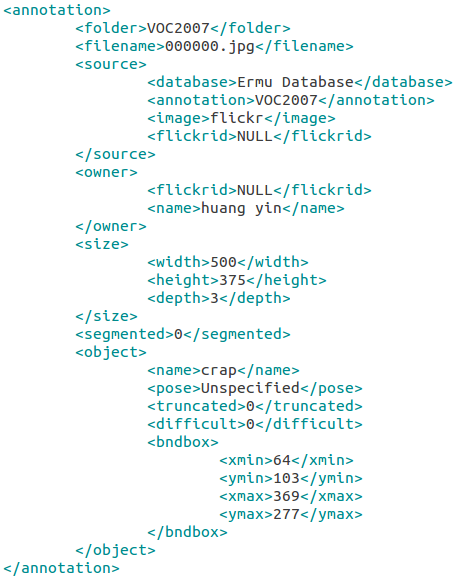 <annotation>
        <folder>VOC2007</folder>
        <filename>000000.jpg</filename>
        <source>
                <database>Ermu Database</database>
                <annotation>VOC2007</annotation>
                <image>flickr</image>
                <flickrid>NULL</flickrid>
        </source>
        <owner>
                <flickrid>NULL</flickrid>
                <name>huang yin</name>
        </owner>
        <size>
                <width>500</width>
                <height>375</height>
                <depth>3</depth>
        </size>
        <segmented>0</segmented>
        <object>
                <name>crap</name>
                <pose>Unspecified</pose>
                <truncated>0</truncated>
                <difficult>0</difficult>
                <bndbox>
                        <xmin>64</xmin>
                        <ymin>103</ymin>
                        <xmax>369</xmax>
                        <ymax>277</ymax>
                </bndbox>
        </object>
</annotation>